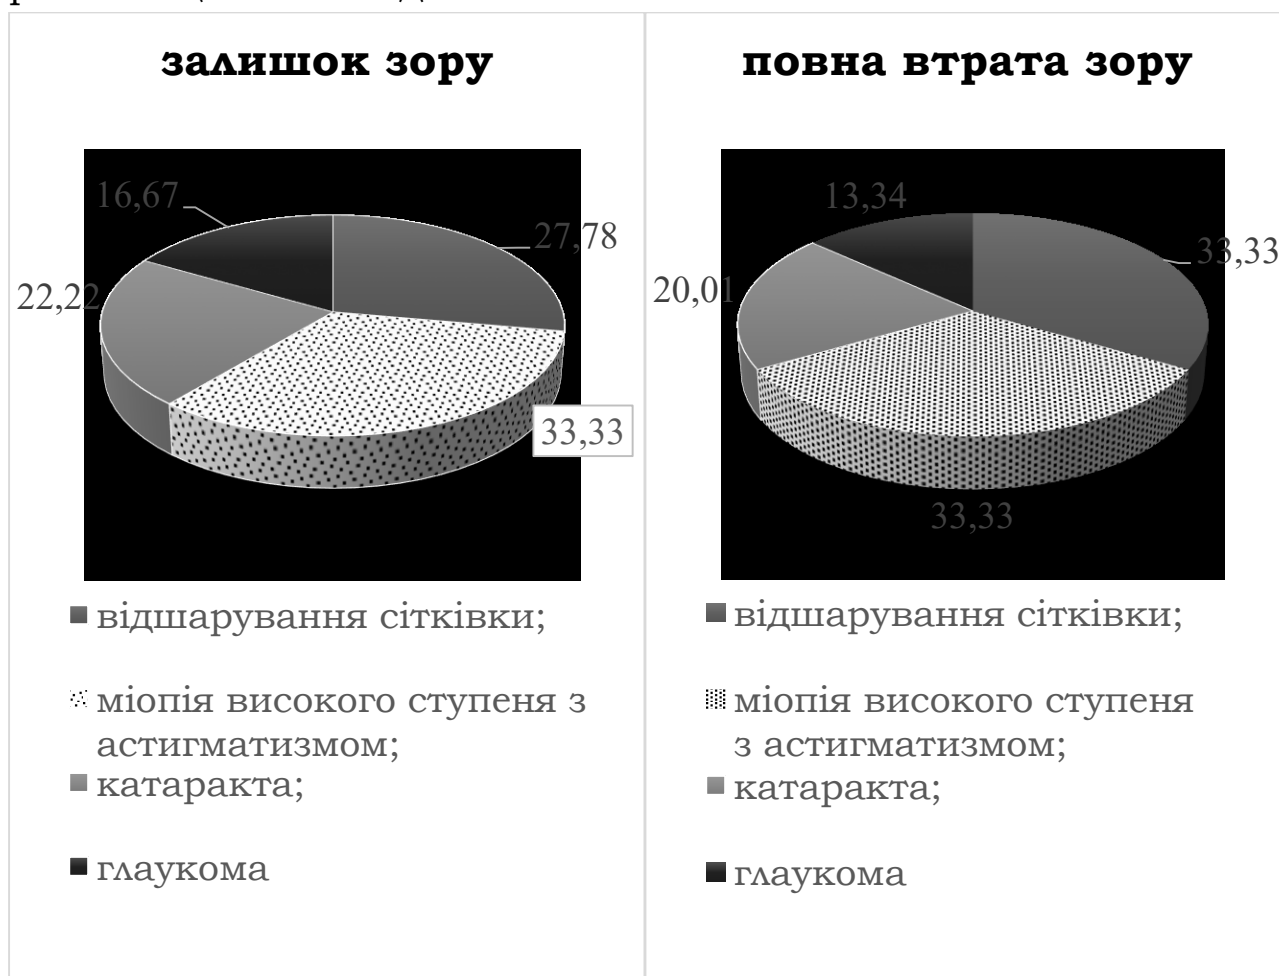 залишок зору
16,67
27,78
22,22
33,33
відшарування сітківки;
міопія високого ступеня з
астигматизмом;
катаракта;
глаукома
повна втрата зору
13,34
33,33
20,01
33,33
відшарування сітківки;
міопія високого ступеня
з астигматизмом;
катаракта;
глаукома